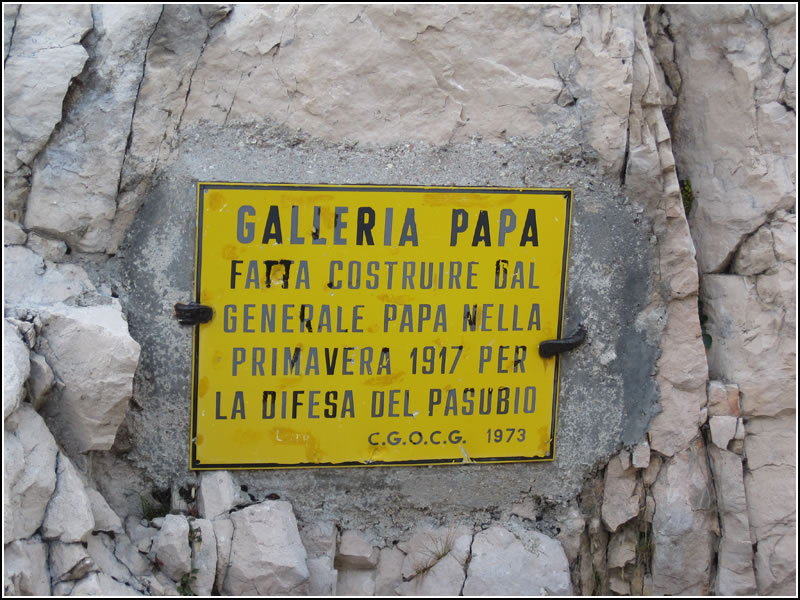 GALLERIA PAPA
FATTA COSTRUIRE DAL
GENERALE PAPA NELLA
PRIMAVERA 1917 PER
LA DIFESA DEL PASUBIO
C.G.O.C.G. 1973